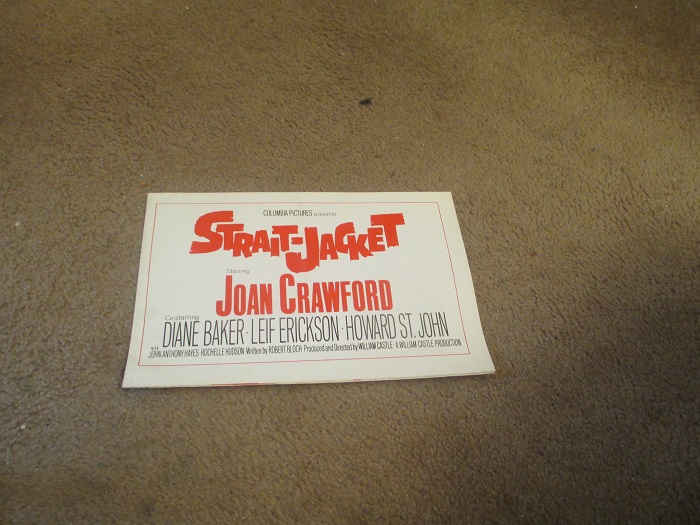 COLUMBIA PICTURES presents
STRAIT-JACKET
Starring
JOAN CRAWFORD
Co-starring
DIANE BAKER · LEIF ERICKSON · HOWARD ST. JOHN
with JOHN ANTHONY HAYES · ROCHELLE HUDSON Written by ROBERT BLOCH Produced and Directed by WILLIAM CASTLE · A WILLIAM CASTLE PRODUCTION